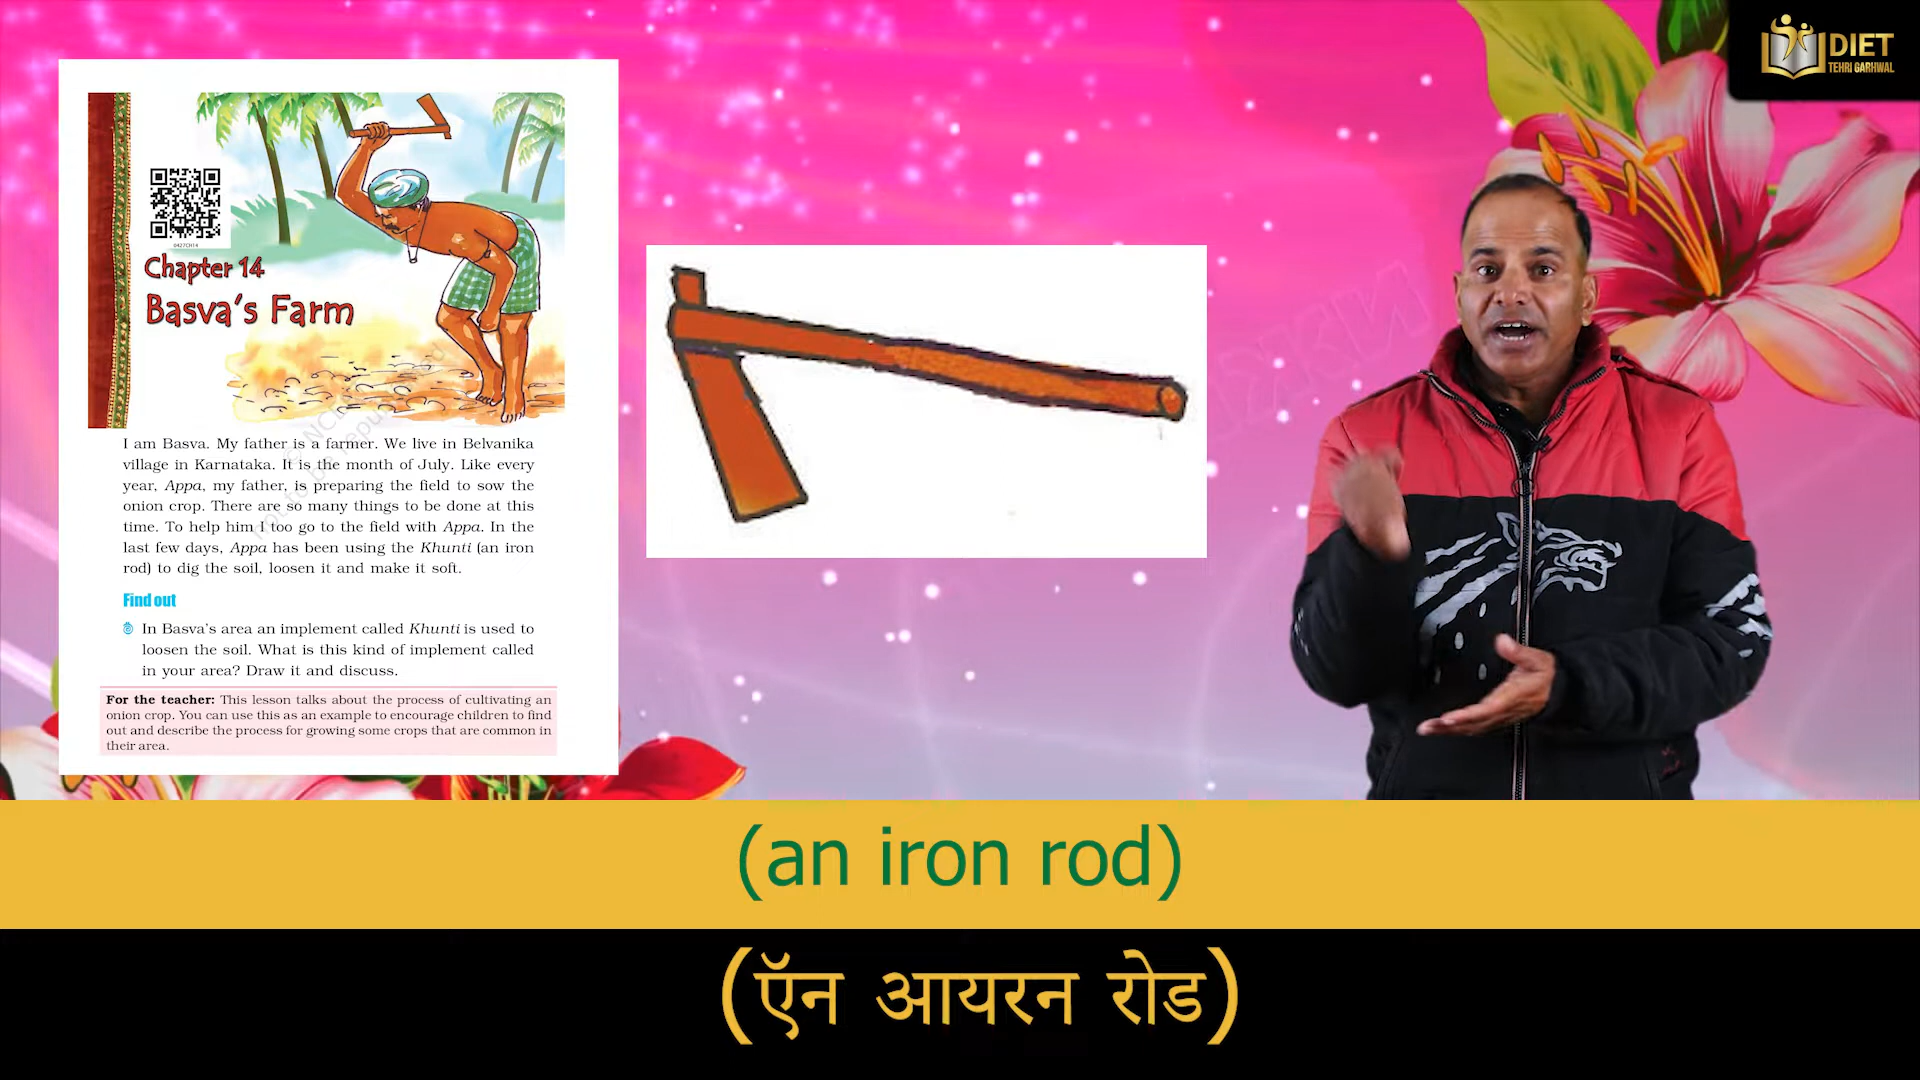 DIET
TEHRI GARHWAL
0427CH14
Chapter 14
Basva's Farm
I am Basva. My father is a farmer. We live in Belvanika
village in Karnataka. It is the month of July. Like every
year, Appa, my father, is preparing the field to sow the
onion crop. There are so many things to be done at this
time. To help him I too go to the field with Appa. In the
last few days, Appa has been using the Khunti (an iron
rod) to dig the soil, loosen it and make it soft.
Find out
In Basva's area an implement called Khunti is used to
loosen the soil. What is this kind of implement called
in your area? Draw it and discuss.
For the teacher: This lesson talks about the process of cultivating an
onion crop. You can use this as an example to encourage children to find
out and describe the process for growing some crops that are common in
their area.
(an iron rod)
(ऍन आयरन रोड)